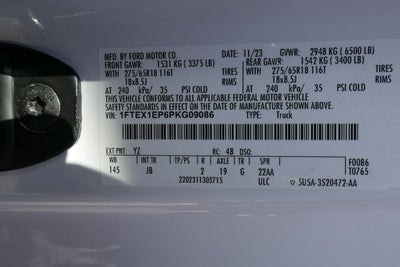 MFD. BY FORD MOTOR CO. 11/23 GVWR: 2948 KG ( 6500 LB)
FRONT GAWR: 1531 KG ( 3375 LB) REAR GAWR: 1542 KG ( 3400 LB)
WITH 275/65R18 116T TIRES WITH 275/65R18 116T TIRES
18x8.5J RIMS 18x8.5J RIMS
AT 240 kPa/ 35 PSI COLD AT 240 kPa/ 35 PSI COLD
THIS VEHICLE CONFORMS TO ALL APPLICABLE FEDERAL MOTOR VEHICLE
SAFETY STANDARDS IN EFFECT ON THE DATE OF MANUFACTURE SHOWN ABOVE.
VIN: 1FTEX1EP6PKG09086 TYPE: Truck
EXT PNT: YZ RC: 48 DSO: F0086
WB INT TR TP/PS R AXLE TR SPR T0765
145 JB 2 19 G 22AA
2202311303715 ULC SU5A-3520472-AA